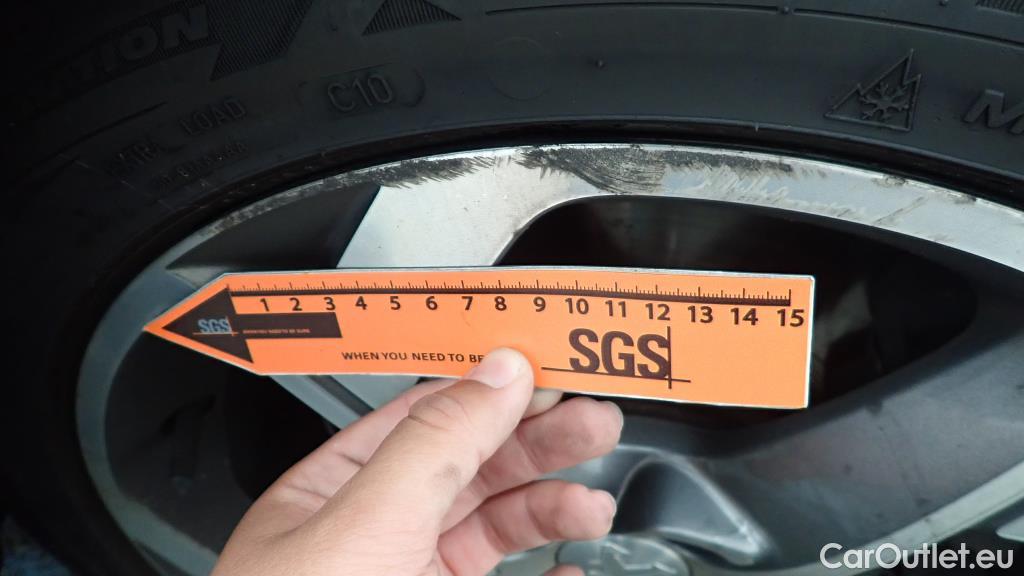 C10
LOAD
1 2 3 4 5 6 7 8 9 10 11 12 13 14 15
SGS
WHEN YOU NEED TO BE
SGS
CarOutlet.eu